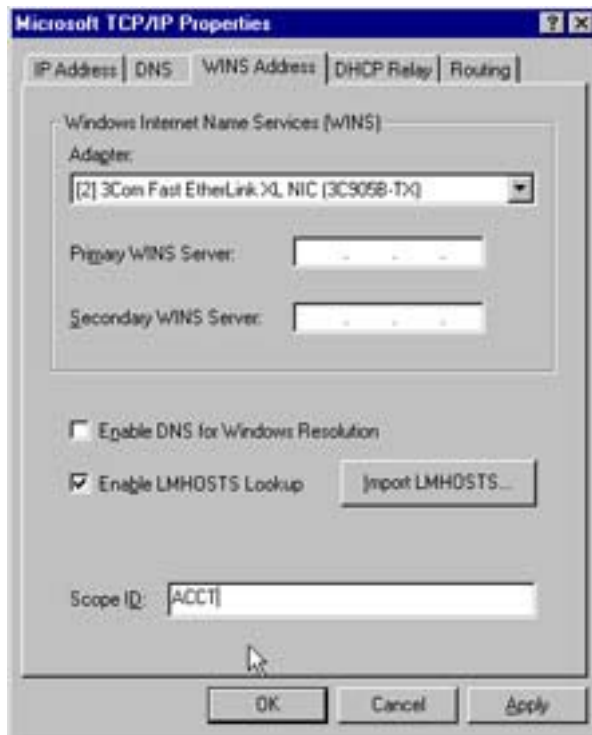 Microsoft TCP/IP Properties
IP Address DNS WINS Address DHCP Relay Routing
Windows Internet Name Services (WINS)
Adapter:
[2] 3Com Fast EtherLink XL NIC (3C905B-TX)
Primary WINS Server:
Secondary WINS Server:
Enable DNS for Windows Resolution
Enable LMHOSTS Lookup
Import LMHOSTS...
Scope ID: ACCT
OK Cancel Apply